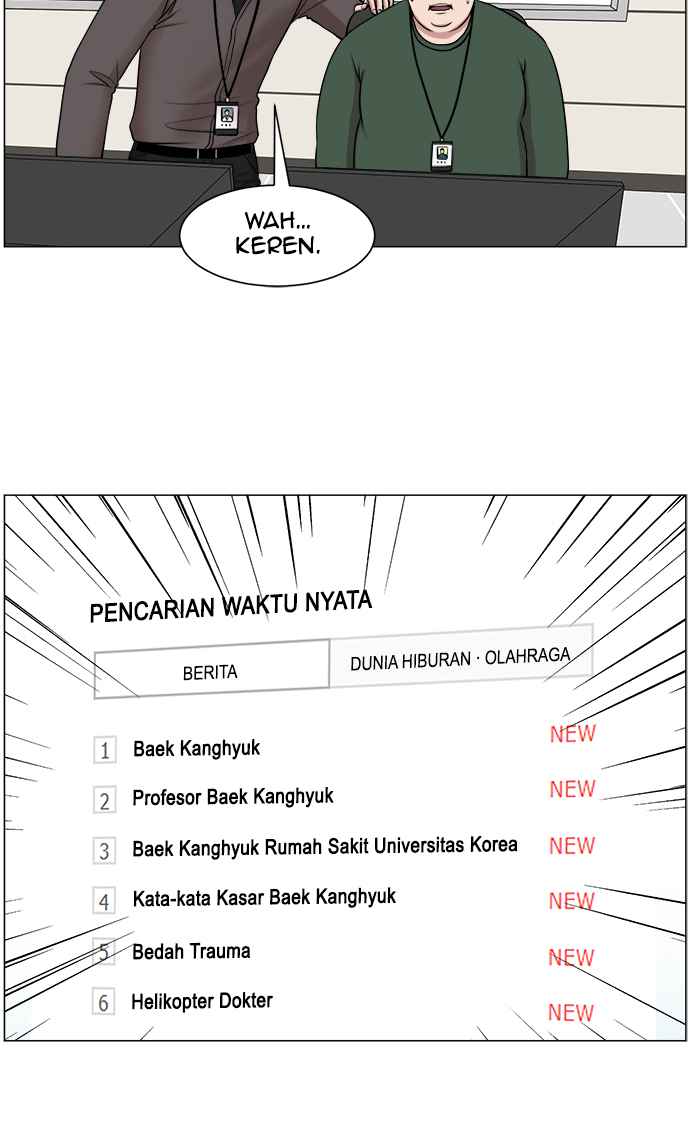 WAH...
KEREN.
PENCARIAN WAKTU NYATA
BERITA
DUNIA HIBURAN · OLAHRAGA
1 Baek Kanghyuk NEW
2 Profesor Baek Kanghyuk NEW
3 Baek Kanghyuk Rumah Sakit Universitas Korea NEW
4 Kata-kata Kasar Baek Kanghyuk NEW
5 Bedah Trauma NEW
6 Helikopter Dokter NEW